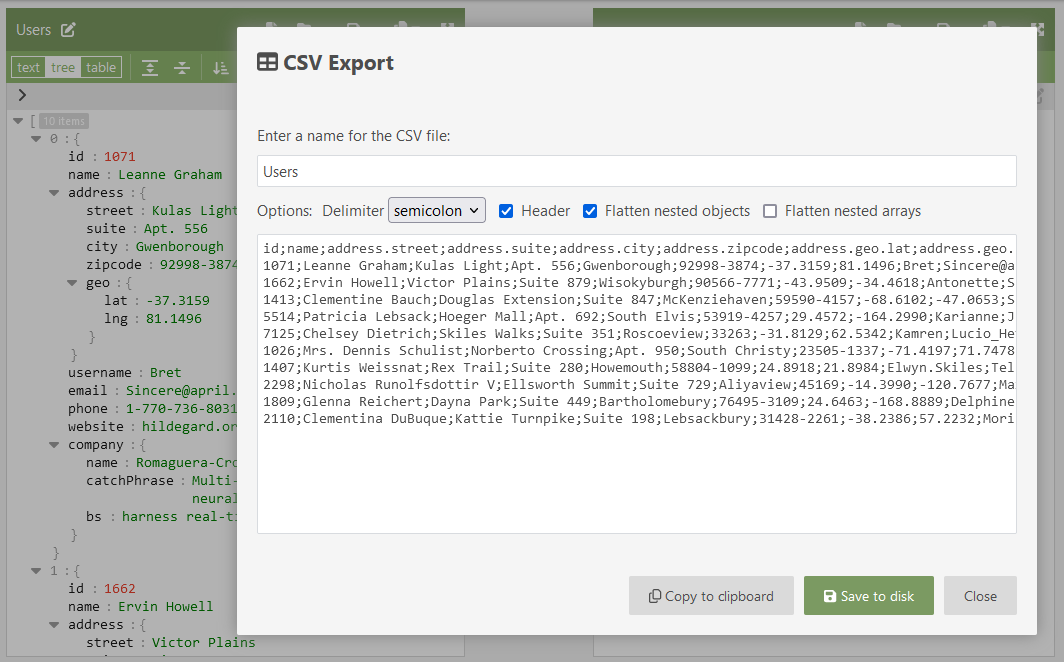 Users
text tree table
CSV Export
Enter a name for the CSV file:
Users
Options: Delimiter semicolon Header Flatten nested objects Flatten nested arrays
id;name;address.street;address.suite;address.city;address.zipcode;address.geo.lat;address.geo.
1071;Leanne Graham;Kulas Light;Apt. 556;Gwenborough;92998-3874;-37.3159;81.1496;Bret;Sincere@a
1662;Ervin Howell;Victor Plains;Suite 879;Wisokyburgh;90566-7771;-43.9509;-34.4618;Antonette;S
1413;Clementine Bauch;Douglas Extension;Suite 847;McKenziehaven;59590-4157;-68.6102;-47.0653;S
5514;Patricia Lebsack;Hoeger Mall;Apt. 692;South Elvis;53919-4257;29.4572;-164.2990;Karianne;J
7125;Chelsey Dietrich;Skiles Walks;Suite 351;Roscoeview;33263;-31.8129;62.5342;Kamren;Lucio_He
1026;Mrs. Dennis Schulist;Norberto Crossing;Apt. 950;South Christy;23505-1337;-71.4197;71.7478
1407;Kurtis Weissnat;Rex Trail;Suite 280;Howemouth;58804-1099;24.8918;21.8984;Elwyn.Skiles;Tel
2298;Nicholas Runolfsdottir V;Ellsworth Summit;Suite 729;Aliyaview;45169;-14.3990;-120.7677;Ma
1809;Glenna Reichert;Dayna Park;Suite 449;Bartholomebury;76495-3109;24.6463;-168.8889;Delphine
2110;Clementina DuBuque;Kattie Turnpike;Suite 198;Lebsackbury;31428-2261;-38.2386;57.2232;Mori
Copy to clipboard Save to disk Close
[ 10 items
0 : {
id : 1071
name : Leanne Graham
address : {
street : Kulas Light
suite : Apt. 556
city : Gwenborough
zipcode : 92998-3874
geo : {
lat : -37.3159
lng : 81.1496
}
}
username : Bret
email : Sincere@april.
phone : 1-770-736-8031
website : hildegard.or
company : {
name : Romaguera-Cro
catchPhrase : Multi-
neural
bs : harness real-ti
}
}
1 : {
id : 1662
name : Ervin Howell
address : {
street : Victor Plains